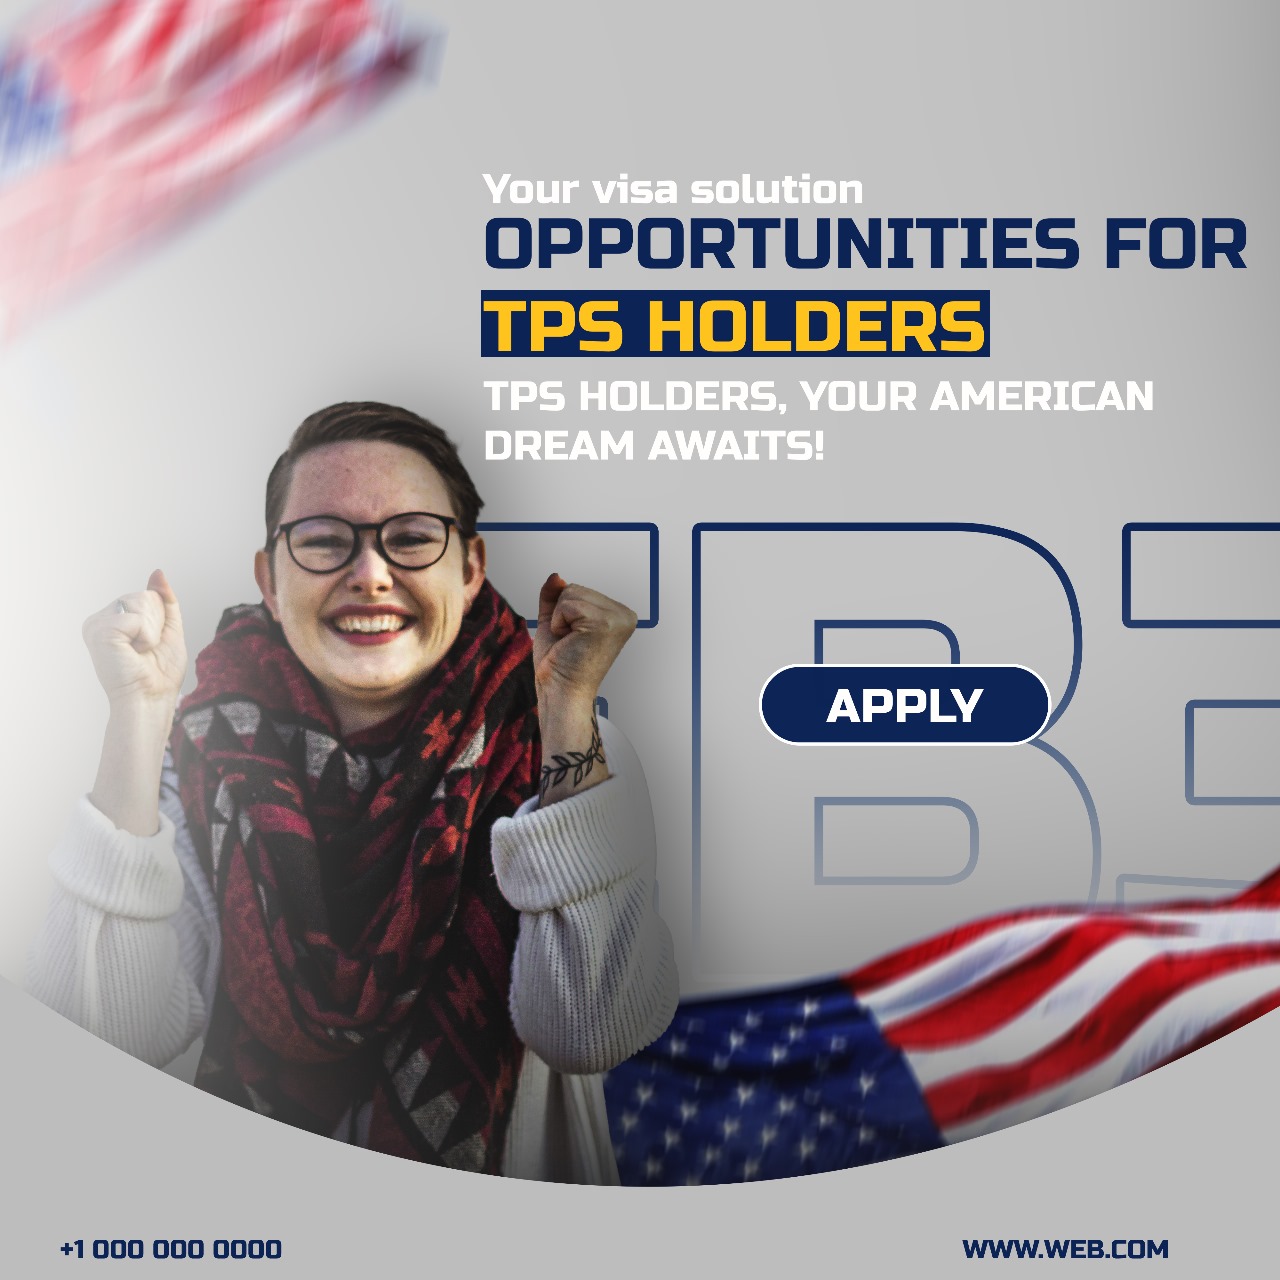 Your visa solution
OPPORTUNITIES FOR
TPS HOLDERS
TPS HOLDERS, YOUR AMERICAN
DREAM AWAITS!
EB3
APPLY
+1 000 000 0000
WWW.WEB.COM